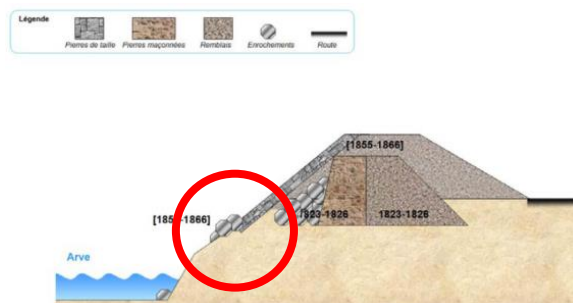 Légende
Pierres de taille
Pierres maçonnées
Remblais
Enrochements
Route
[1855-1866]
1823-1826
1823-1826
Arve